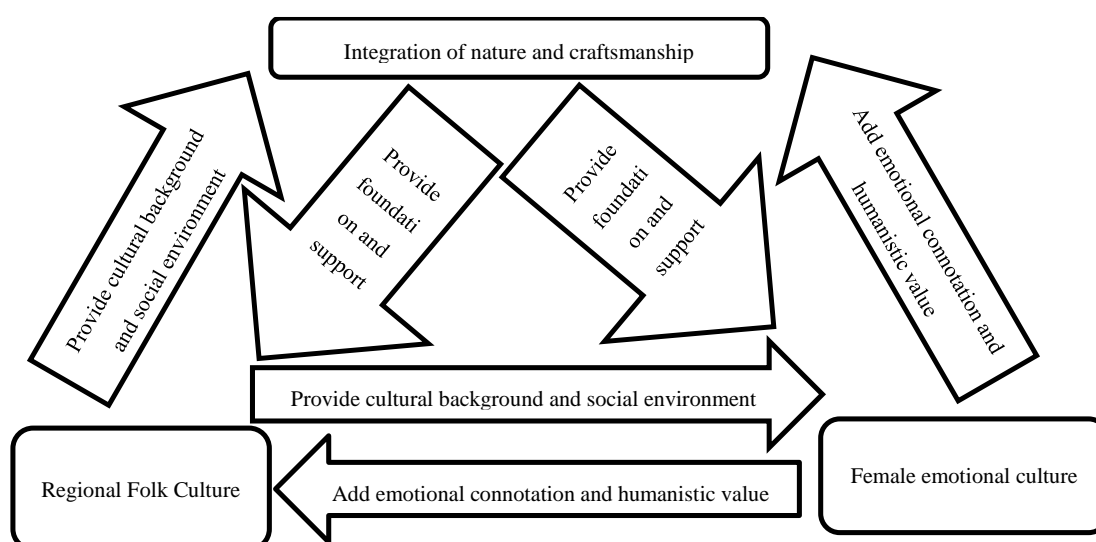 Integration of nature and craftsmanship
Provide cultural background
and social environment
Provide
foundati
on and
support
Provide
foundati
on and
support
Add emotional connotation and
humanistic value
Provide cultural background and social environment
Regional Folk Culture
Add emotional connotation and humanistic value
Female emotional culture